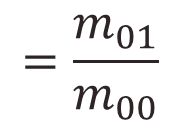 = m₀₁
m₀₀